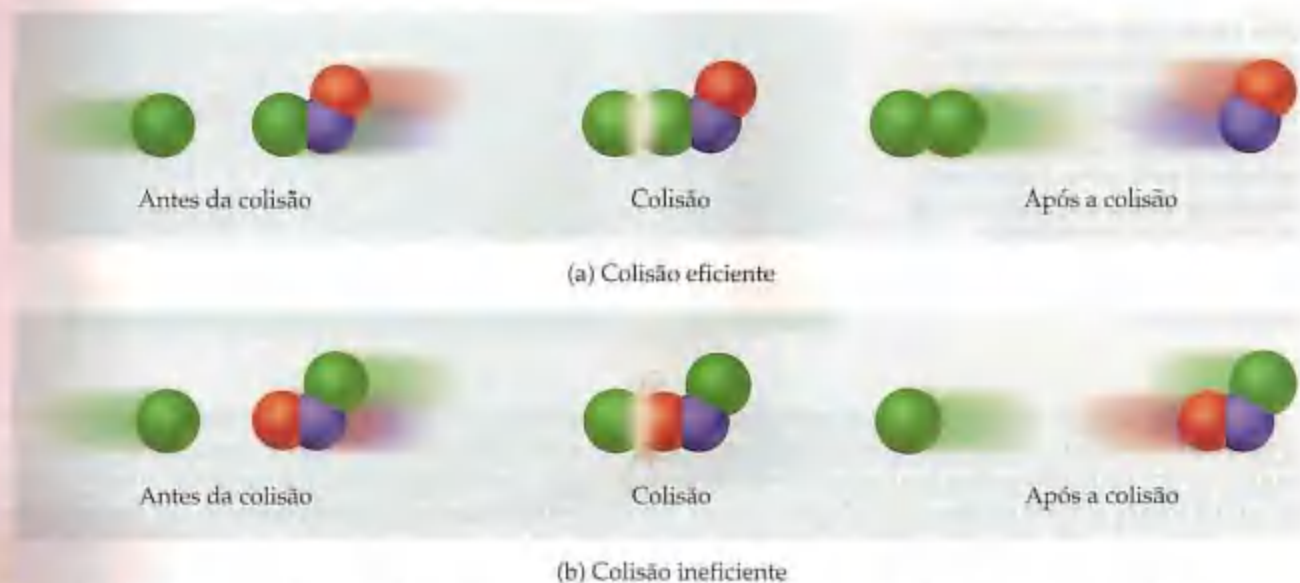 Antes da colisão
Colisão
Após a colisão
(a) Colisão eficiente
Antes da colisão
Colisão
Após a colisão
(b) Colisão ineficiente